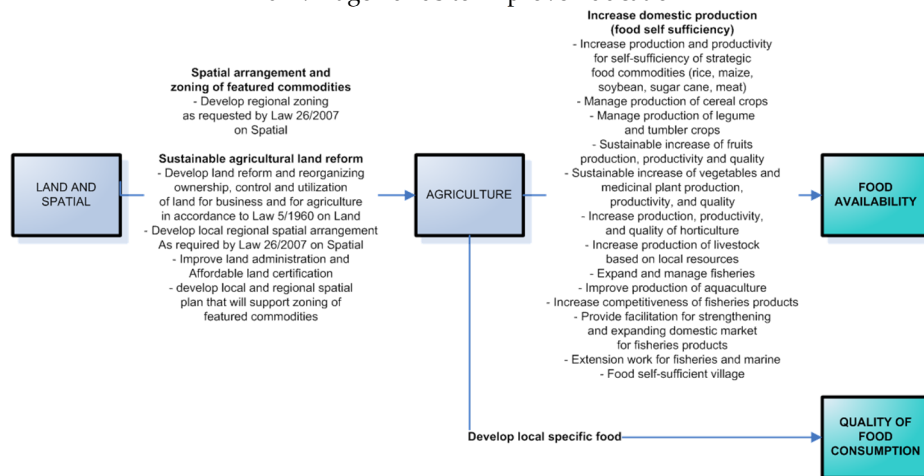 Spatial arrangement and
zoning of featured commodities
- Develop regional zoning
as requested by Law 26/2007
on Spatial
Sustainable agricultural land reform
- Develop land reform and reorganizing
ownership, control and utilization
of land for business and for agriculture
in accordance to Law 5/1960 on Land
- Develop local regional spatial arrangement
As required by Law 26/2007 on Spatial
- Improve land administration and
Affordable land certification
- develop local and regional spatial
plan that will support zoning of
featured commodities
LAND AND
SPATIAL
AGRICULTURE
Increase domestic production
(food self sufficiency)
- Increase production and productivity
for self-sufficiency of strategic
food commodities (rice, maize,
soybean, sugar cane, meat)
- Manage production of cereal crops
- Manage production of legume
and tumbler crops
- Sustainable increase of fruits
production, productivity and quality
- Sustainable increase of vegetables and
medicinal plant production,
productivity, and quality
- Increase production, productivity,
and quality of horticulture
- Increase production of livestock
based on local resources
- Expand and manage fisheries
- Improve production of aquaculture
- Increase competitiveness of fisheries products
- Provide facilitation for strengthening
and expanding domestic market
for fisheries products
- Extension work for fisheries and marine
- Food self-sufficient village
FOOD
AVAILABILITY
Develop local specific food
QUALITY OF
FOOD
CONSUMPTION